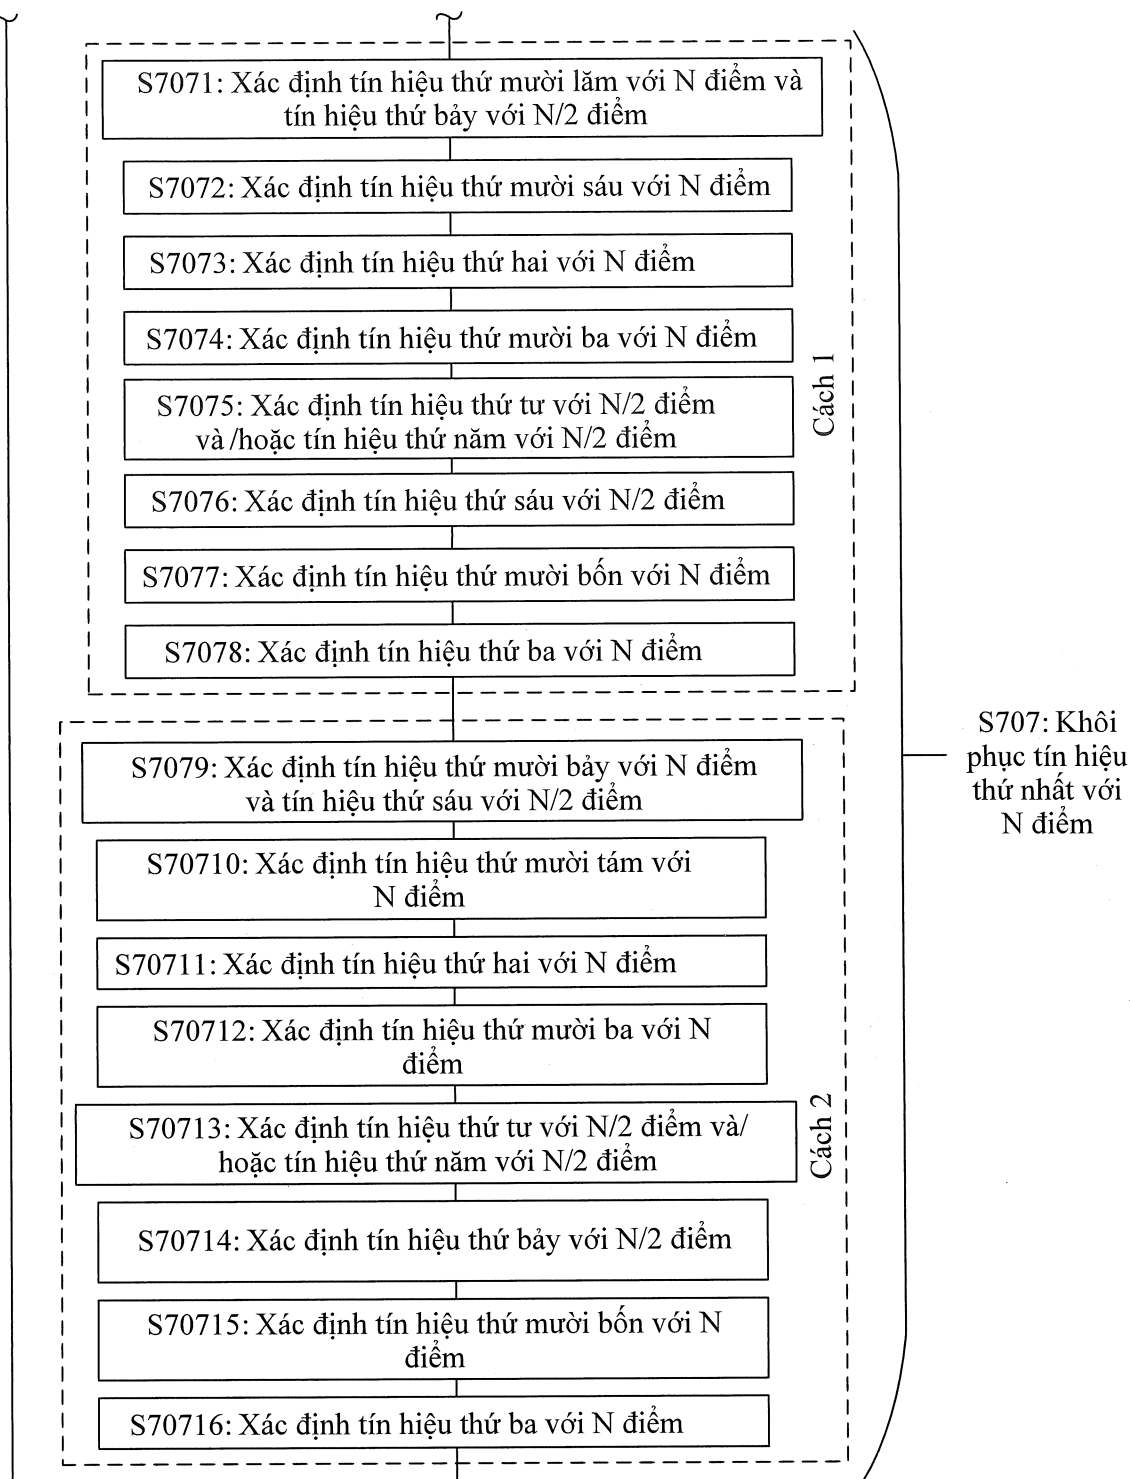 S7071: Xác định tín hiệu thứ mười lăm với N điểm và
tín hiệu thứ bảy với N/2 điểm
S7072: Xác định tín hiệu thứ mười sáu với N điểm
S7073: Xác định tín hiệu thứ hai với N điểm
S7074: Xác định tín hiệu thứ mười ba với N điểm
S7075: Xác định tín hiệu thứ tư với N/2 điểm
và /hoặc tín hiệu thứ năm với N/2 điểm
S7076: Xác định tín hiệu thứ sáu với N/2 điểm
S7077: Xác định tín hiệu thứ mười bốn với N điểm
S7078: Xác định tín hiệu thứ ba với N điểm
Cách 1
S7079: Xác định tín hiệu thứ mười bảy với N điểm
và tín hiệu thứ sáu với N/2 điểm
S70710: Xác định tín hiệu thứ mười tám với
N điểm
S70711: Xác định tín hiệu thứ hai với N điểm
S70712: Xác định tín hiệu thứ mười ba với N
điểm
S70713: Xác định tín hiệu thứ tư với N/2 điểm và/
hoặc tín hiệu thứ năm với N/2 điểm
S70714: Xác định tín hiệu thứ bảy với N/2 điểm
S70715: Xác định tín hiệu thứ mười bốn với N
điểm
S70716: Xác định tín hiệu thứ ba với N điểm
Cách 2
S707: Khôi
phục tín hiệu
thứ nhất với
N điểm